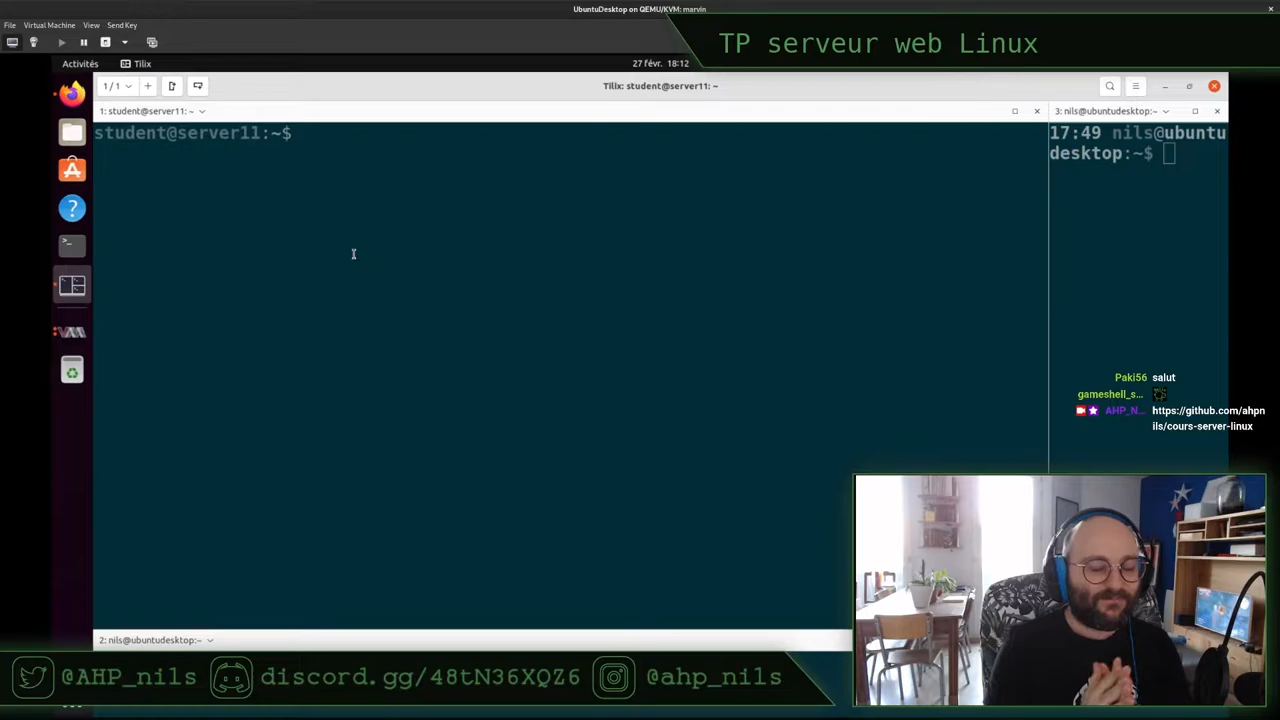 UbuntuDesktop on QEMU/KVM: marvin
File Virtual Machine View Send Key
TP serveur web Linux
Activités Tilix 27 févr. 18:12
1 / 1 Tilix: student@server11: ~
1: student@server11: ~ 3: nils@ubuntudesktop:~
student@server11:~$
17:49 nils@ubuntu
desktop:~$
Paki56 salut
gameshell_s…
AHP_N… https://github.com/ahpn
ils/cours-server-linux
2: nils@ubuntudesktop:~
@AHP_nils discord.gg/48tN36XQZ6 @ahp_nils